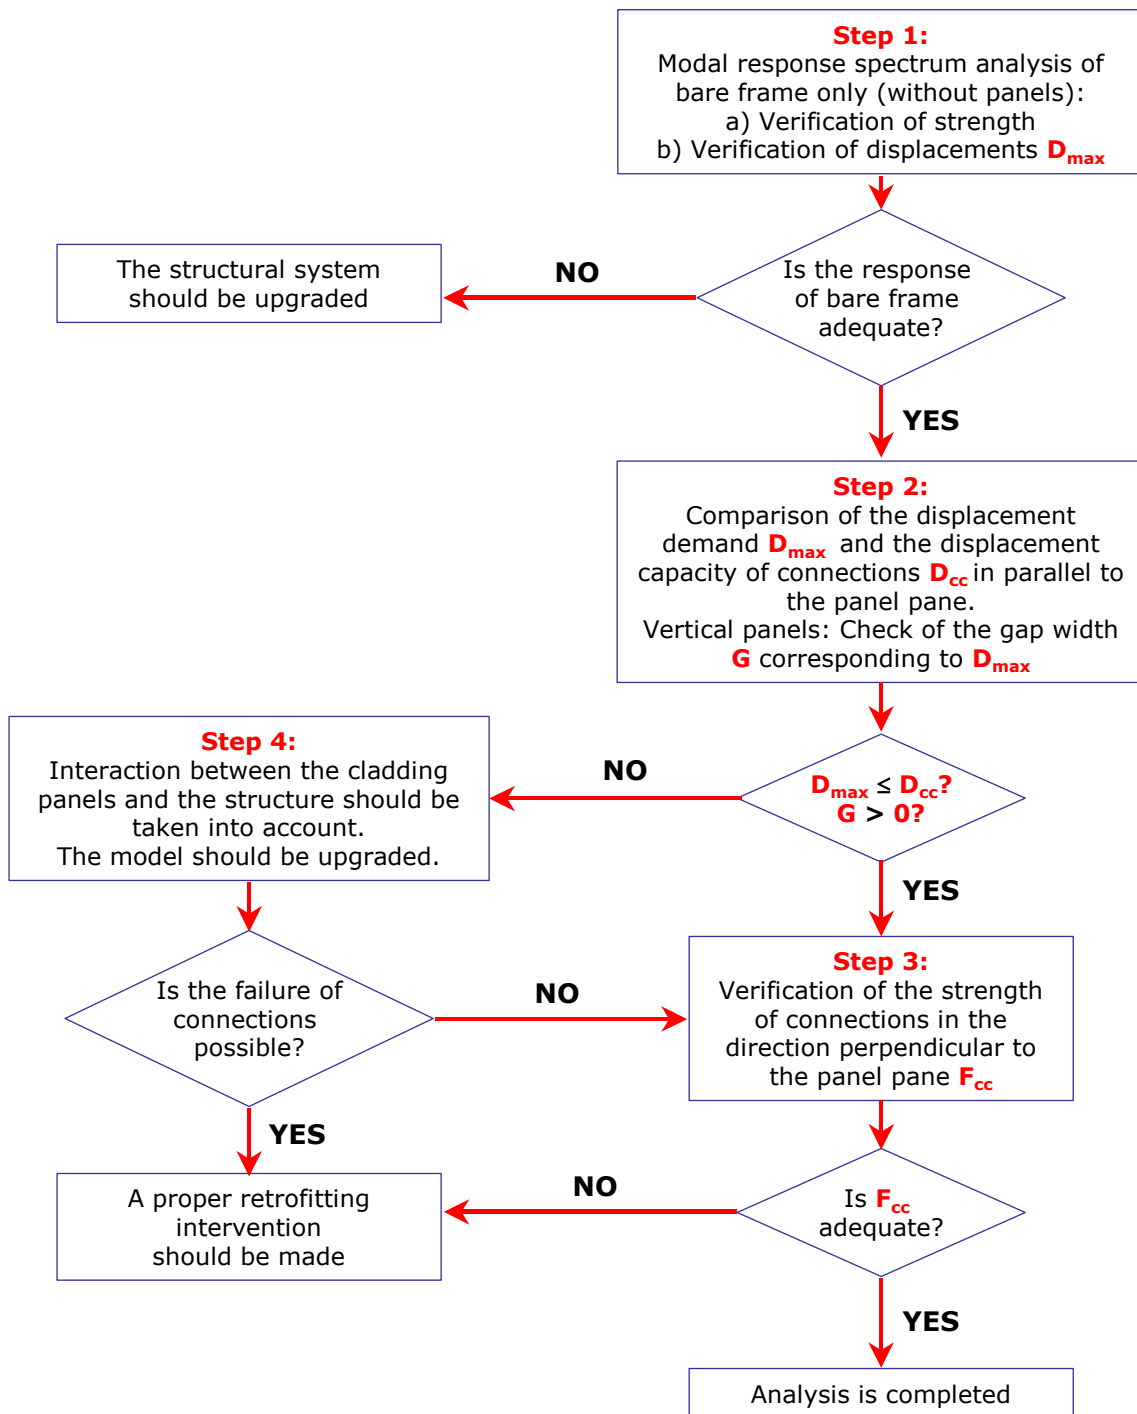 Step 1:
Modal response spectrum analysis of
bare frame only (without panels):
a) Verification of strength
b) Verification of displacements Dmax
Is the response
of bare frame
adequate?
NO
The structural system
should be upgraded
YES
Step 2:
Comparison of the displacement
demand Dmax and the displacement
capacity of connections Dcc in parallel to
the panel pane.
Vertical panels: Check of the gap width
G corresponding to Dmax
Dmax ≤ Dcc?
G > 0?
NO
Step 4:
Interaction between the cladding
panels and the structure should be
taken into account.
The model should be upgraded.
YES
Is the failure of
connections
possible?
NO
Step 3:
Verification of the strength
of connections in the
direction perpendicular to
the panel pane Fcc
YES
A proper retrofitting
intervention
should be made
NO
Is Fcc
adequate?
YES
Analysis is completed